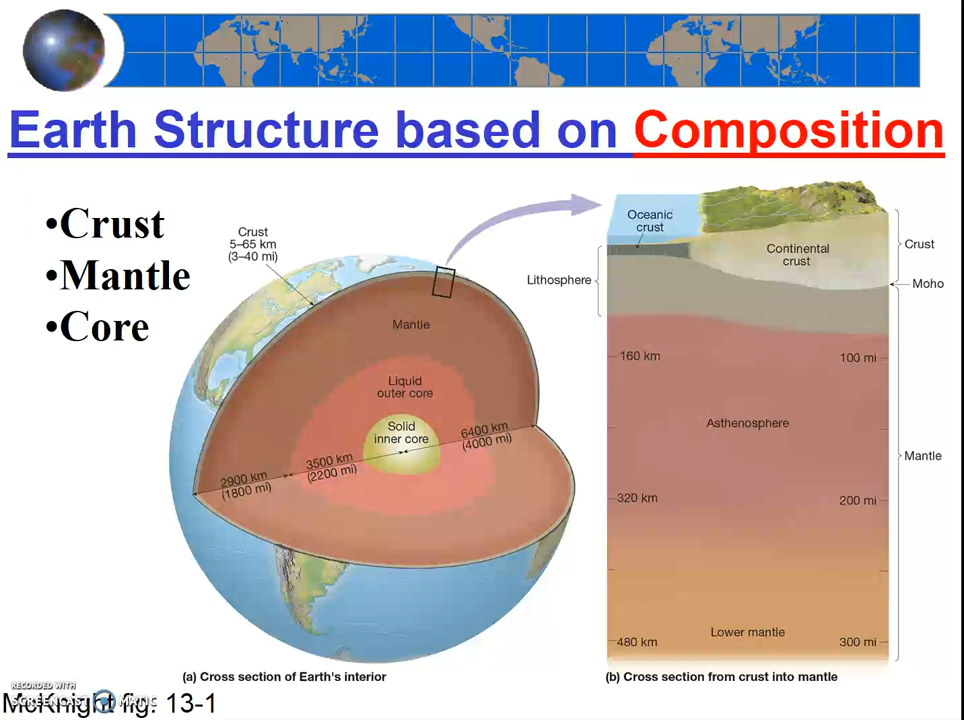 Earth Structure based on Composition
•Crust
•Mantle
•Core
Crust
5–65 km
(3–40 mi)
Mantle
Liquid
outer core
Solid
inner core
6400 km
(4000 mi)
3500 km
(2200 mi)
2900 km
(1800 mi)
(a) Cross section of Earth's interior
Oceanic
crust
Continental
crust
Crust
Lithosphere
Moho
160 km
100 mi
Asthenosphere
Mantle
320 km
200 mi
Lower mantle
480 km
300 mi
(b) Cross section from crust into mantle
RECORDED WITH
SCREENCAST MATIC
McKnight fig. 13-1